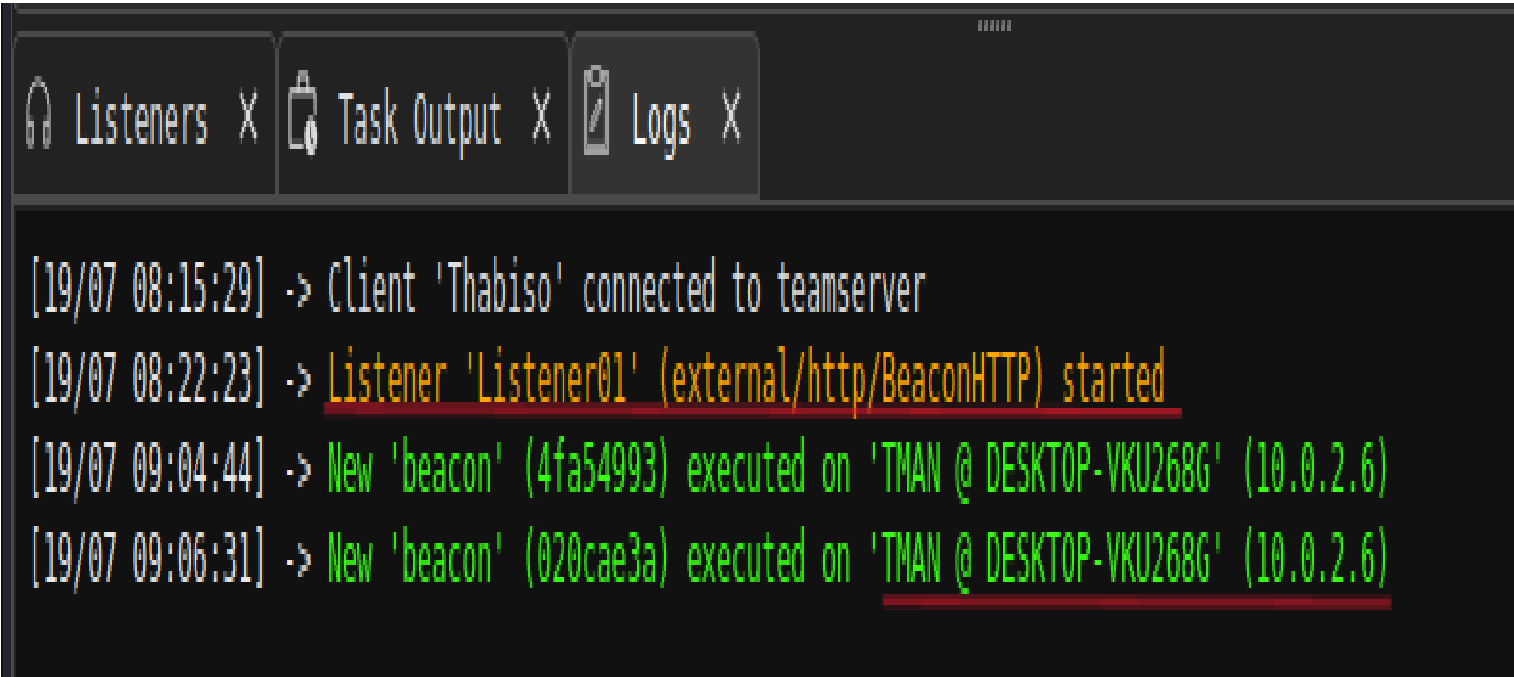 Listeners X Task Output X Logs X
[19/07 08:15:29] -> Client 'Thabiso' connected to teamserver
[19/07 08:22:23] -> Listener 'Listener01' (external/http/BeaconHTTP) started
[19/07 09:04:44] -> New 'beacon' (4fa54993) executed on 'TMAN @ DESKTOP-VKU268G' (10.0.2.6)
[19/07 09:06:31] -> New 'beacon' (020cae3a) executed on 'TMAN @ DESKTOP-VKU268G' (10.0.2.6)